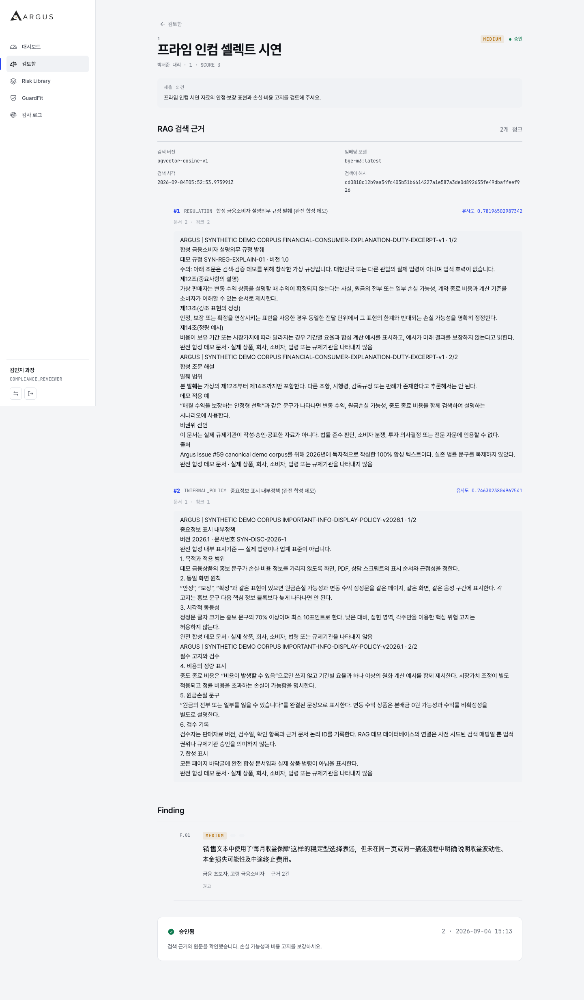 ARGUS
대시보드
검토함
Risk Library
GuardFit
감사 로그
김민지 과장
COMPLIANCE_REVIEWER
← 검토함
1
MEDIUM
승인
프라임 인컴 셀렉트 시연
박서준 대리 · 1 · SCORE 3
제출 의견
프라임 인컴 시연 자료의 안정·보장 표현과 손실·비용 고지를 검토해 주세요.
RAG 검색 근거
2개 청크
검색 버전
pgvector-cosine-v1
임베딩 모델
bge-m3:latest
검색 시각
2026-09-04T05:52:53.975991Z
검색어 해시
cd0810c12b9aa54fc403b51b6614227a1e587a3de0d892635fe49dbaffeef9
26
#1 REGULATION 합성 금융소비자 설명의무 규정 발췌 (완전 합성 데모)
유사도 0.78196502987342
문서 2 · 청크 2
ARGUS | SYNTHETIC DEMO CORPUS FINANCIAL-CONSUMER-EXPLANATION-DUTY-EXCERPT-v1 · 1/2
합성 금융소비자 설명의무 규정 발췌
데모 규정 SYN-REG-EXPLAIN-01 · 버전 1.0
주의: 아래 조문은 검색·검증 데모를 위해 창작한 가상 규정입니다. 대한민국 또는 다른 관할의 실제 법령이 아니며 법적 효력이 없습니다.
제12조(중요사항의 설명)
가상 판매자는 변동 수익 상품을 설명할 때 수익이 확정되지 않는다는 사실, 원금의 전부 또는 일부 손실 가능성, 계약 종료 비용과 계산 기준을
소비자가 이해할 수 있는 순서로 제시한다.
제13조(강조 표현의 정정)
안정, 보장 또는 확정을 연상시키는 표현을 사용한 경우 동일한 전달 단위에서 그 표현의 한계와 반대되는 손실 가능성을 명확히 정정한다.
제14조(정량 예시)
비용이 보유 기간 또는 시장가치에 따라 달라지는 경우 기간별 요율과 합성 계산 예시를 표시하고, 예시가 미래 결과를 보장하지 않는다고 밝힌다.
완전 합성 데모 문서 · 실제 상품, 회사, 소비자, 법령 또는 규제기관을 나타내지 않음
ARGUS | SYNTHETIC DEMO CORPUS FINANCIAL-CONSUMER-EXPLANATION-DUTY-EXCERPT-v1 · 2/2
합성 조문 해설
발췌 범위
본 발췌는 가상의 제12조부터 제14조까지만 포함한다. 다른 조항, 시행령, 감독규정 또는 판례가 존재한다고 추론해서는 안 된다.
데모 적용 예
“매월 수익을 보장하는 안정형 선택”과 같은 문구가 나타나면 변동 수익, 원금손실 가능성, 중도 종료 비용을 함께 검색하여 설명하는
시나리오에 사용한다.
비권위 선언
이 문서는 실제 규제기관이 작성·승인·공표한 자료가 아니다. 법률 준수 판단, 소비자 분쟁, 투자 의사결정 또는 전문 자문에 인용할 수 없다.
출처
Argus Issue #59 canonical demo corpus를 위해 2026년에 독자적으로 작성한 100% 합성 텍스트이다. 실존 법률 문구를 복제하지 않았다.
완전 합성 데모 문서 · 실제 상품, 회사, 소비자, 법령 또는 규제기관을 나타내지 않음
#2 INTERNAL_POLICY 중요정보 표시 내부정책 (완전 합성 데모)
유사도 0.7463023804967541
문서 1 · 청크 1
ARGUS | SYNTHETIC DEMO CORPUS IMPORTANT-INFO-DISPLAY-POLICY-v2026.1 · 1/2
중요정보 표시 내부정책
버전 2026.1 · 문서번호 SYN-DISC-2026-1
완전 합성 내부 표시기준 — 실제 법령이나 업계 표준이 아닙니다.
1. 목적과 적용 범위
데모 금융상품의 홍보 문구가 손실·비용 정보를 가리지 않도록 화면, PDF, 상담 스크립트의 표시 순서와 근접성을 정한다.
2. 동일 화면 원칙
“안정”, “보장”, “확정”과 같은 표현이 있으면 원금손실 가능성과 변동 수익 정정문을 같은 페이지, 같은 화면, 같은 음성 구간에 표시한다. 각
고지는 홍보 문구 다음 핵심 정보 블록보다 늦게 나타나면 안 된다.
3. 시각적 동등성
정정문 글자 크기는 홍보 문구의 70% 이상이며 최소 10포인트로 한다. 낮은 대비, 접힌 영역, 각주만을 이용한 핵심 위험 고지는
허용하지 않는다.
완전 합성 데모 문서 · 실제 상품, 회사, 소비자, 법령 또는 규제기관을 나타내지 않음
ARGUS | SYNTHETIC DEMO CORPUS IMPORTANT-INFO-DISPLAY-POLICY-v2026.1 · 2/2
필수 고지와 검수
4. 비용의 정량 표시
중도 종료 비용은 “비용이 발생할 수 있음”으로만 쓰지 않고 기간별 요율과 하나 이상의 원화 계산 예시를 함께 제시한다. 시장가치 조정이 별도
적용되고 정률 비용을 초과하는 손실이 가능함을 명시한다.
5. 원금손실 문구
“원금의 전부 또는 일부를 잃을 수 있습니다”를 완결된 문장으로 표시한다. 변동 수익 상품은 분배금 0원 가능성과 수익률 비확정성을
별도로 설명한다.
6. 검수 기록
검수자는 판매자료 버전, 검수일, 확인 항목과 근거 문서 논리 ID를 기록한다. RAG 데모 데이터베이스의 연결은 사전 시드된 검색 매핑일 뿐 법적
권위나 규제기관 승인을 의미하지 않는다.
7. 합성 표시
모든 페이지 바닥글에 완전 합성 문서임과 실제 상품·법령이 아님을 표시한다.
완전 합성 데모 문서 · 실제 상품, 회사, 소비자, 법령 또는 규제기관을 나타내지 않음
Finding
F.01
MEDIUM
销售文本中使用了‘每月收益保障’这样的稳定型选择表述，但未在同一页或同一描述流程中明确说明收益波动性、
本金损失可能性及中途终止费用。
금융 초보자, 고령 금융소비자 근거 2건
권고
승인됨
2 · 2026-09-04 15:13
검색 근거와 원문을 확인했습니다. 손실 가능성과 비용 고지를 보강하세요.